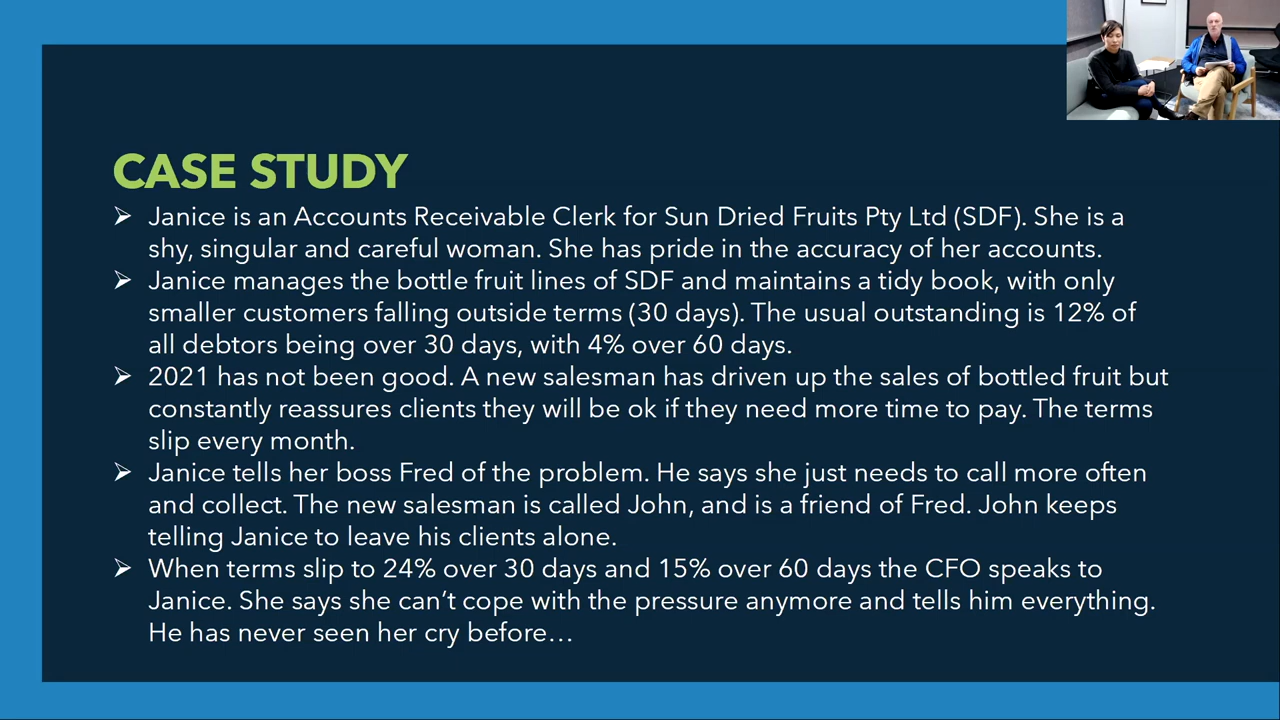 CASE STUDY
➢ Janice is an Accounts Receivable Clerk for Sun Dried Fruits Pty Ltd (SDF). She is a
shy, singular and careful woman. She has pride in the accuracy of her accounts.
➢ Janice manages the bottle fruit lines of SDF and maintains a tidy book, with only
smaller customers falling outside terms (30 days). The usual outstanding is 12% of
all debtors being over 30 days, with 4% over 60 days.
➢ 2021 has not been good. A new salesman has driven up the sales of bottled fruit but
constantly reassures clients they will be ok if they need more time to pay. The terms
slip every month.
➢ Janice tells her boss Fred of the problem. He says she just needs to call more often
and collect. The new salesman is called John, and is a friend of Fred. John keeps
telling Janice to leave his clients alone.
➢ When terms slip to 24% over 30 days and 15% over 60 days the CFO speaks to
Janice. She says she can’t cope with the pressure anymore and tells him everything.
He has never seen her cry before…